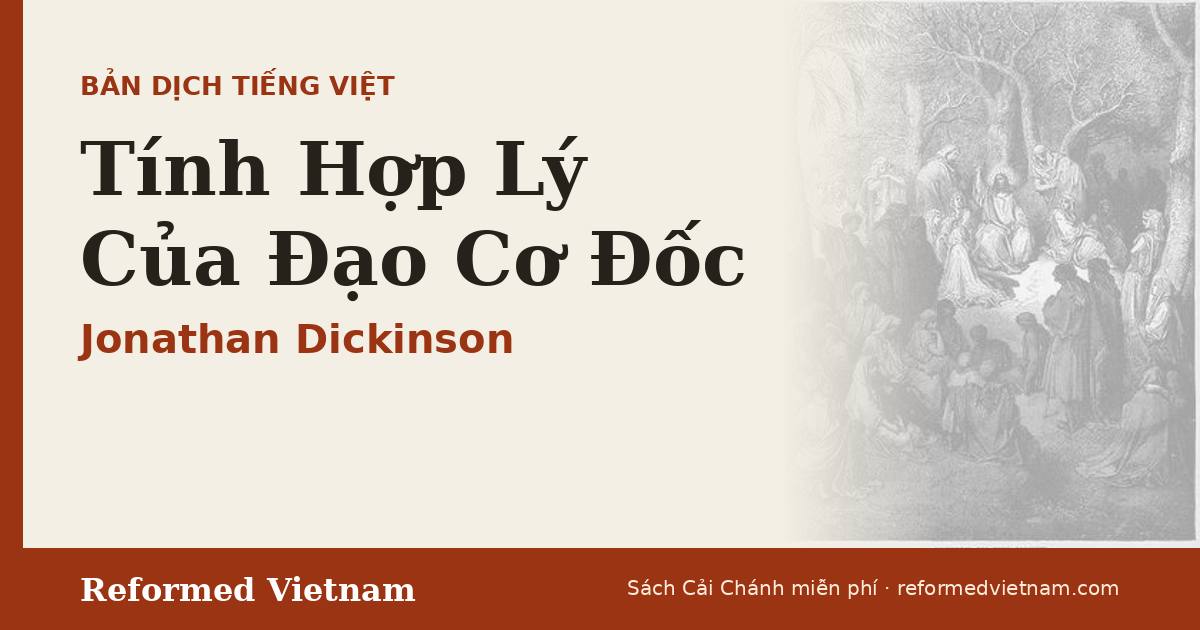 BẢN DỊCH TIẾNG VIỆT
Tính Hợp Lý
Của Đạo Cơ Đốc
Jonathan Dickinson
Reformed Vietnam
Sách Cải Chánh miễn phí · reformedvietnam.com